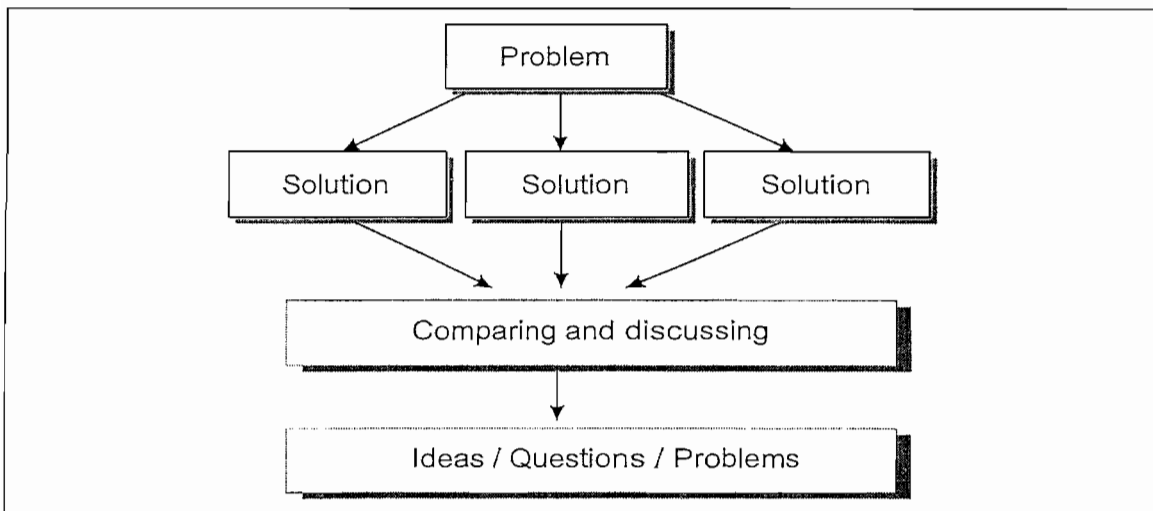 Problem
Solution
Solution
Solution
Comparing and discussing
Ideas / Questions / Problems